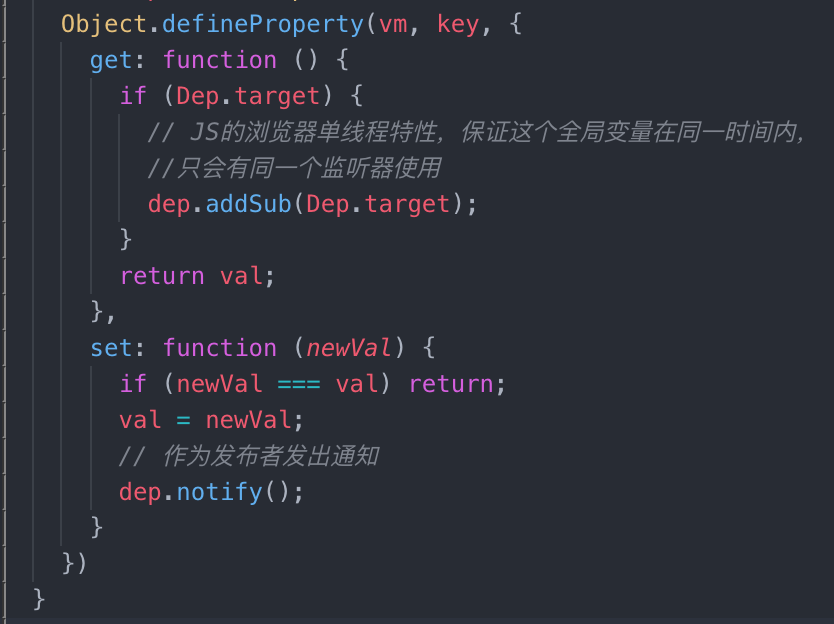 Object.defineProperty(vm, key, {
get: function () {
if (Dep.target) {
// JS的浏览器单线程特性，保证这个全局变量在同一时间内，
//只会有同一个监听器使用
dep.addSub(Dep.target);
}
return val;
},
set: function (newVal) {
if (newVal === val) return;
val = newVal;
// 作为发布者发出通知
dep.notify();
}
})
}